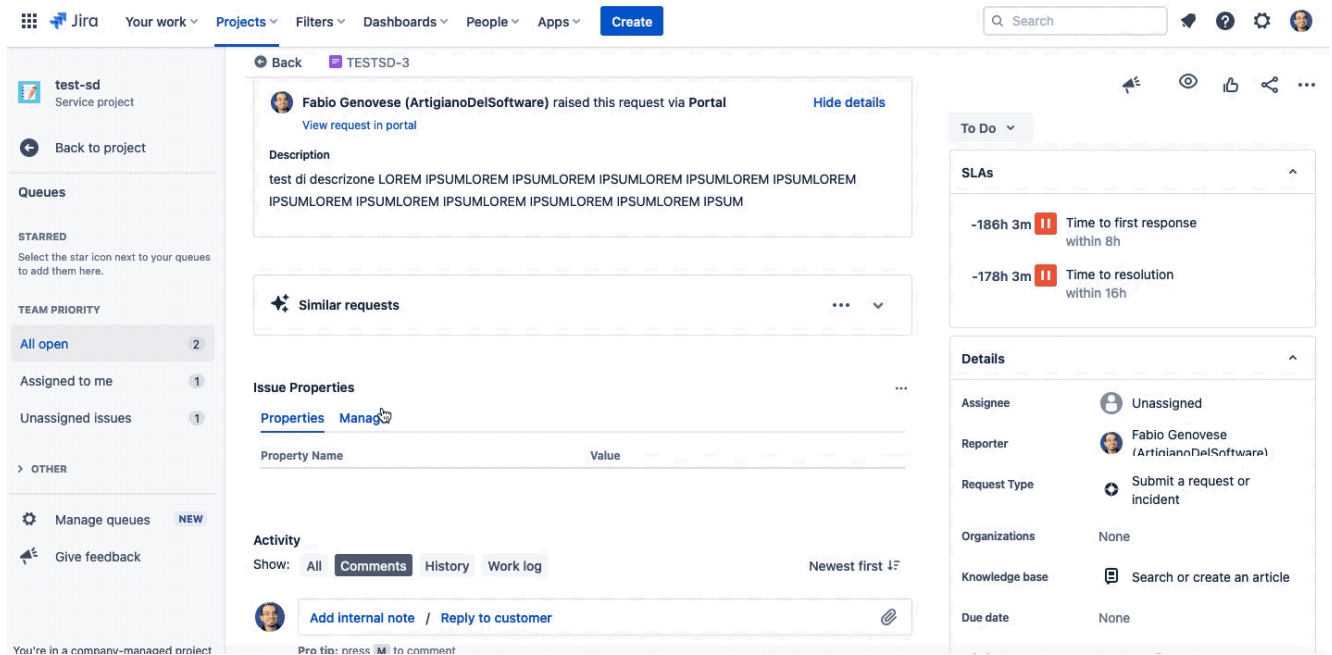 Jira
Your work
Projects
Filters
Dashboards
People
Apps
Create
Search
test-sd
Service project
Back to project
Queues
STARRED
Select the star icon next to your queues
to add them here.
TEAM PRIORITY
All open 2
Assigned to me 1
Unassigned issues 1
OTHER
Manage queues NEW
Give feedback
You're in a company-managed project
Back TESTSD-3
Fabio Genovese (ArtigianoDelSoftware) raised this request via Portal Hide details
View request in portal
Description
test di descrizone LOREM IPSUMLOREM IPSUMLOREM IPSUMLOREM IPSUMLOREM IPSUMLOREM
IPSUMLOREM IPSUMLOREM IPSUMLOREM IPSUMLOREM IPSUMLOREM IPSUM
Similar requests
Issue Properties
Properties Manag
Property Name Value
Activity
Show: All Comments History Work log Newest first
Add internal note / Reply to customer
Pro tip: press M to comment
To Do
SLAs
-186h 3m Time to first response
within 8h
-178h 3m Time to resolution
within 16h
Details
Assignee Unassigned
Reporter Fabio Genovese
(ArtigianoDelSoftware)
Request Type Submit a request or
incident
Organizations None
Knowledge base Search or create an article
Due date None